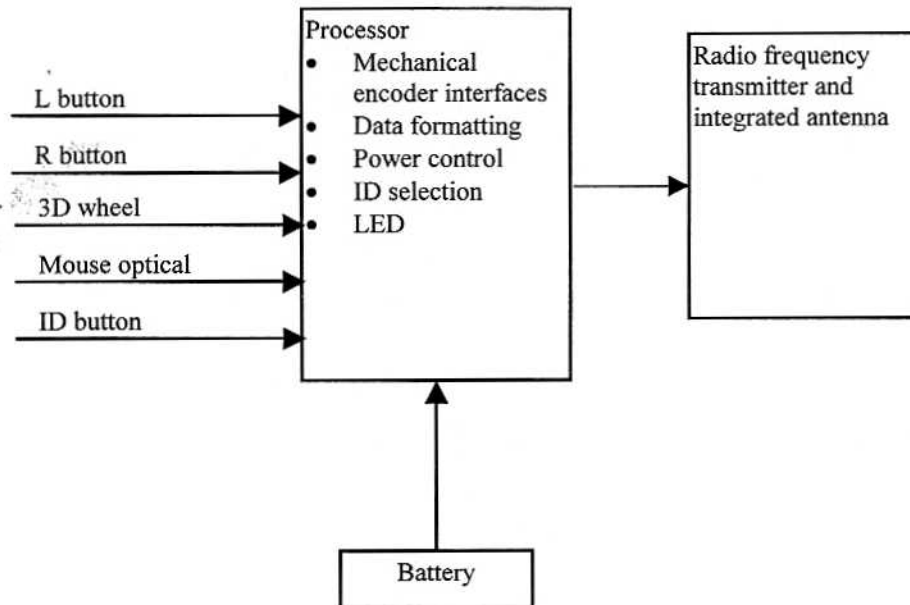 L button
R button
3D wheel
Mouse optical
ID button
Processor
• Mechanical
encoder interfaces
• Data formatting
• Power control
• ID selection
• LED
Radio frequency
transmitter and
integrated antenna
Battery